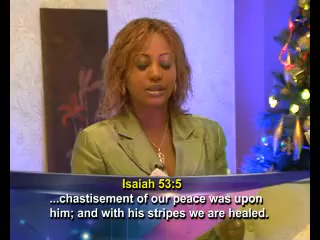 Isaiah 53:5
...chastisement of our peace was upon
him; and with his stripes we are healed.